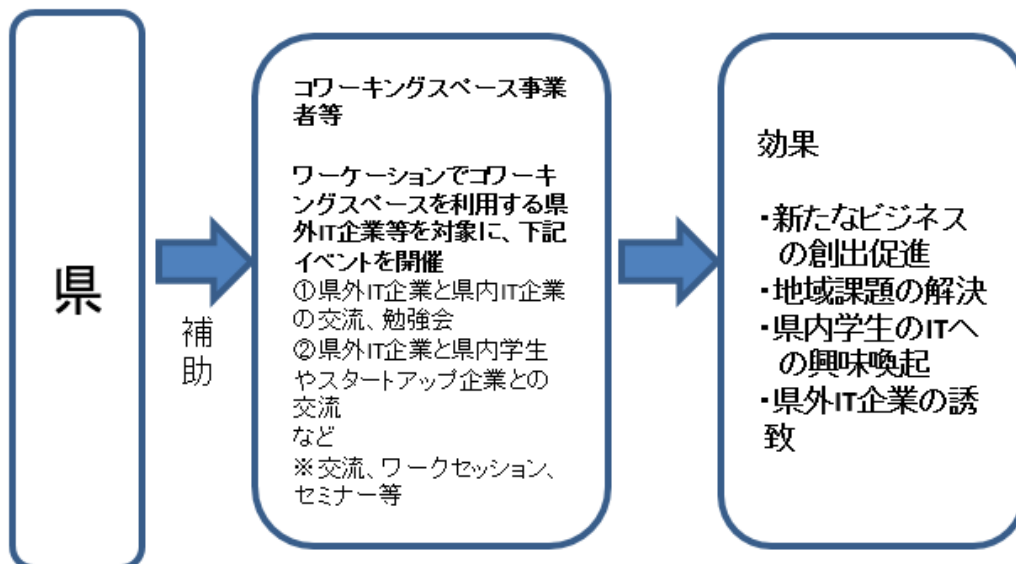 県
補
助
コワーキングスペース事業
者等
ワーケーションでコワーキ
ングスペースを利用する県
外IT企業等を対象に、下記
イベントを開催
①県外IT企業と県内IT企業
の交流、勉強会
②県外IT企業と県内学生
やスタートアップ企業との
交流
など
※交流、ワークセッション、
セミナー等
効果
・新たなビジネス
の創出促進
・地域課題の解決
・県内学生のITへ
の興味喚起
・県外IT企業の誘
致